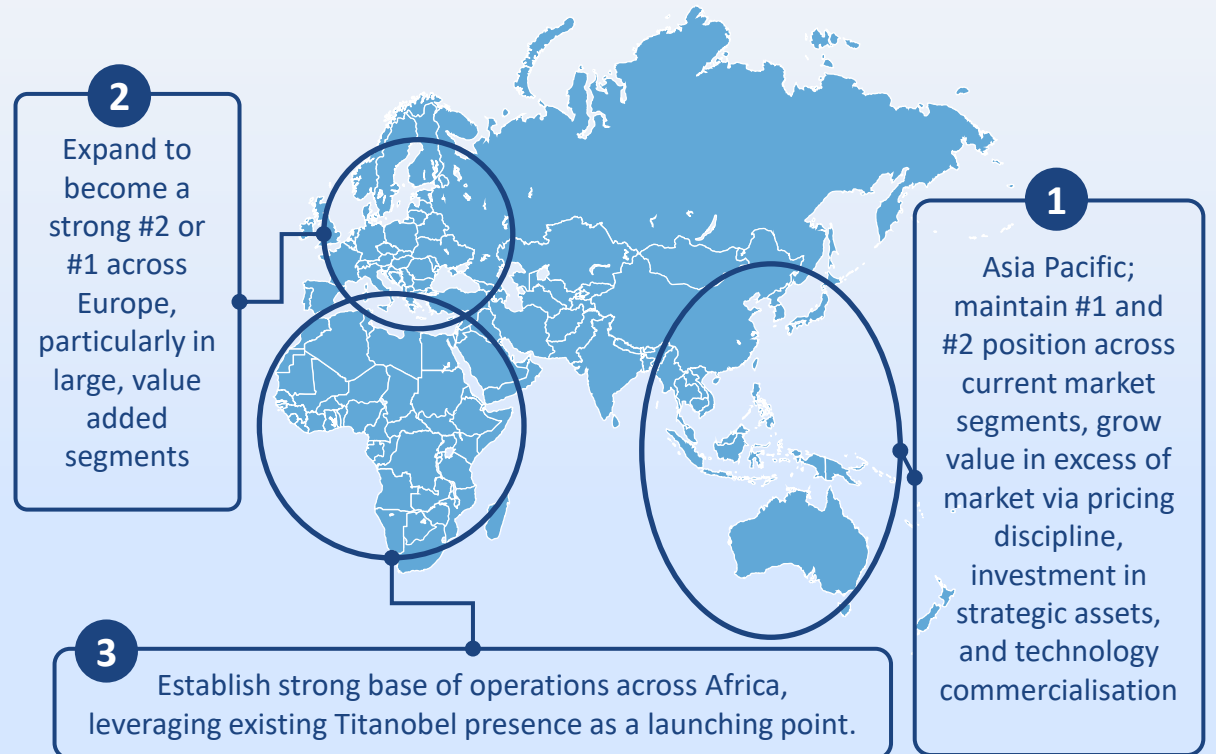 2
Expand to
become a
strong #2 or
#1 across
Europe,
particularly in
large, value
added
segments
1
Asia Pacific;
maintain #1 and
#2 position across
current market
segments, grow
value in excess of
market via pricing
discipline,
investment in
strategic assets,
and technology
commercialisation
3
Establish strong base of operations across Africa,
leveraging existing Titanobel presence as a launching point.